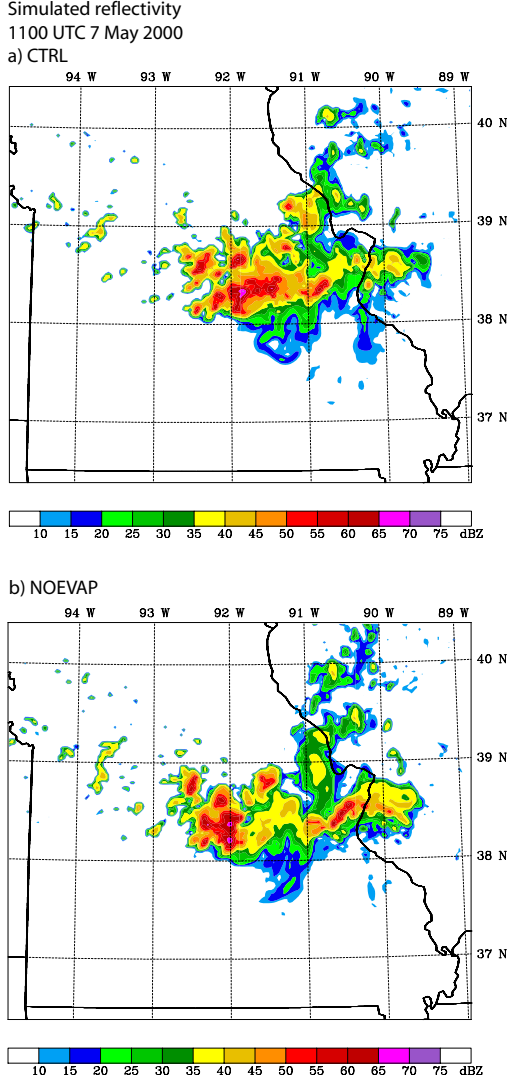 Simulated reflectivity
1100 UTC 7 May 2000
a) CTRL
94 W 93 W 92 W 91 W 90 W 89 W
40 N
39 N
38 N
37 N
10 15 20 25 30 35 40 45 50 55 60 65 70 75 dBZ
b) NOEVAP
94 W 93 W 92 W 91 W 90 W 89 W
40 N
39 N
38 N
37 N
10 15 20 25 30 35 40 45 50 55 60 65 70 75 dBZ